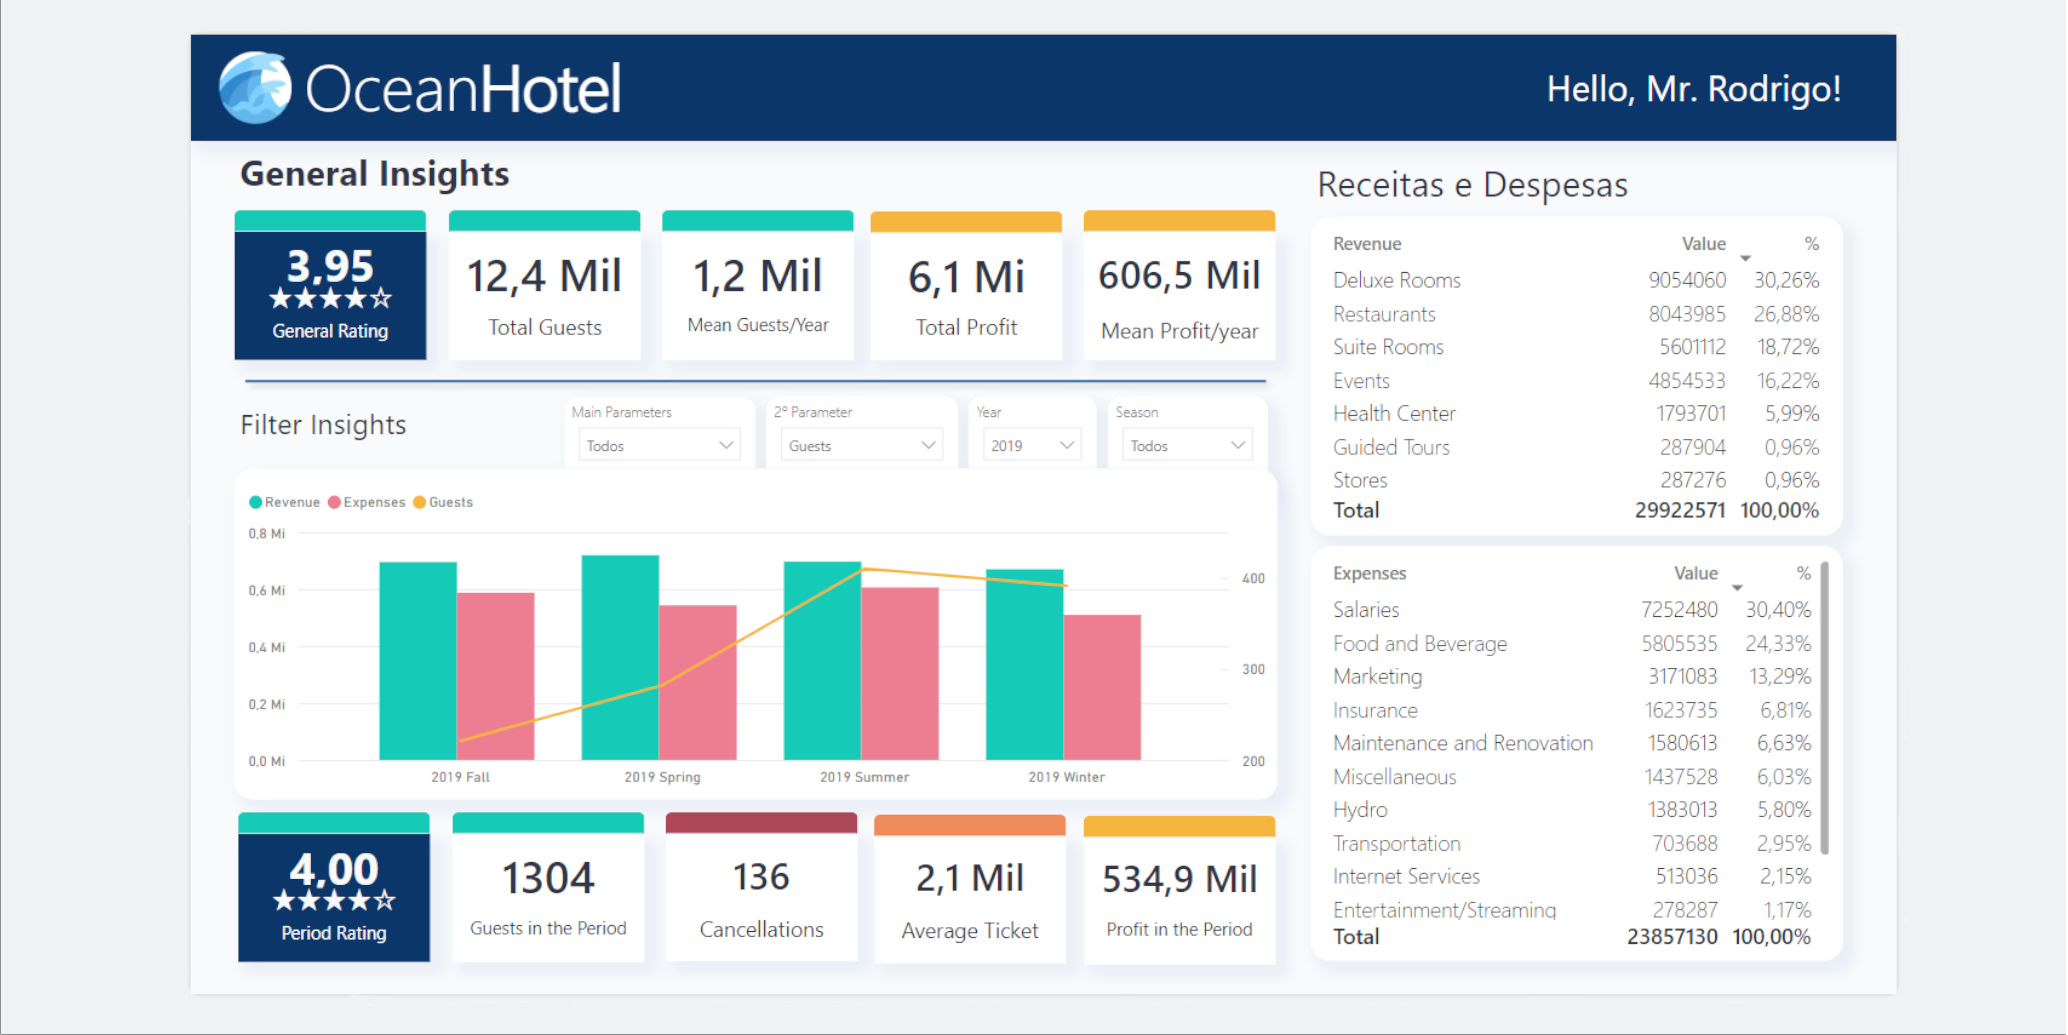 OceanHotel
Hello, Mr. Rodrigo!
General Insights
3,95
★★★★☆
General Rating
12,4 Mil
Total Guests
1,2 Mil
Mean Guests/Year
6,1 Mi
Total Profit
606,5 Mil
Mean Profit/year
Filter Insights
Main Parameters
Todos
2º Parameter
Guests
Year
2019
Season
Todos
Revenue Expenses Guests
0,8 Mi
0,6 Mi
0,4 Mi
0,2 Mi
0,0 Mi
400
300
200
2019 Fall 2019 Spring 2019 Summer 2019 Winter
4,00
★★★★☆
Period Rating
1304
Guests in the Period
136
Cancellations
2,1 Mil
Average Ticket
534,9 Mil
Profit in the Period
Receitas e Despesas
Revenue Value %
Deluxe Rooms 9054060 30,26%
Restaurants 8043985 26,88%
Suite Rooms 5601112 18,72%
Events 4854533 16,22%
Health Center 1793701 5,99%
Guided Tours 287904 0,96%
Stores 287276 0,96%
Total 29922571 100,00%
Expenses Value %
Salaries 7252480 30,40%
Food and Beverage 5805535 24,33%
Marketing 3171083 13,29%
Insurance 1623735 6,81%
Maintenance and Renovation 1580613 6,63%
Miscellaneous 1437528 6,03%
Hydro 1383013 5,80%
Transportation 703688 2,95%
Internet Services 513036 2,15%
Entertainment/Streaming 278287 1,17%
Total 23857130 100,00%